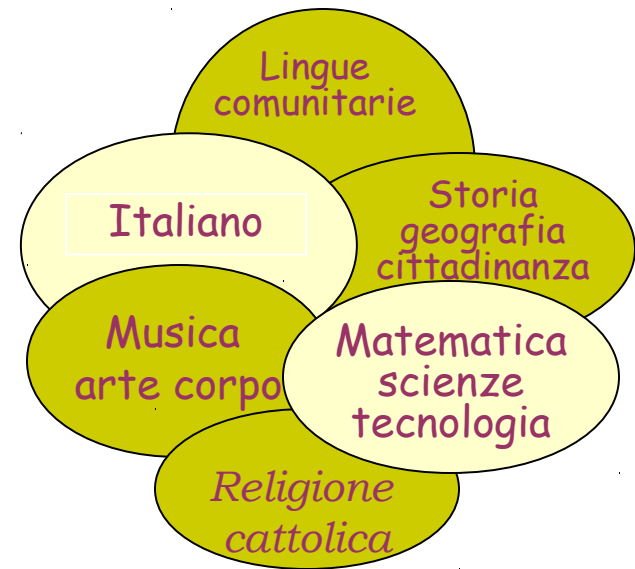 Lingue
comunitarie
Italiano
Storia
geografia
cittadinanza
Musica
arte corpo
Matematica
scienze
tecnologia
Religione
cattolica